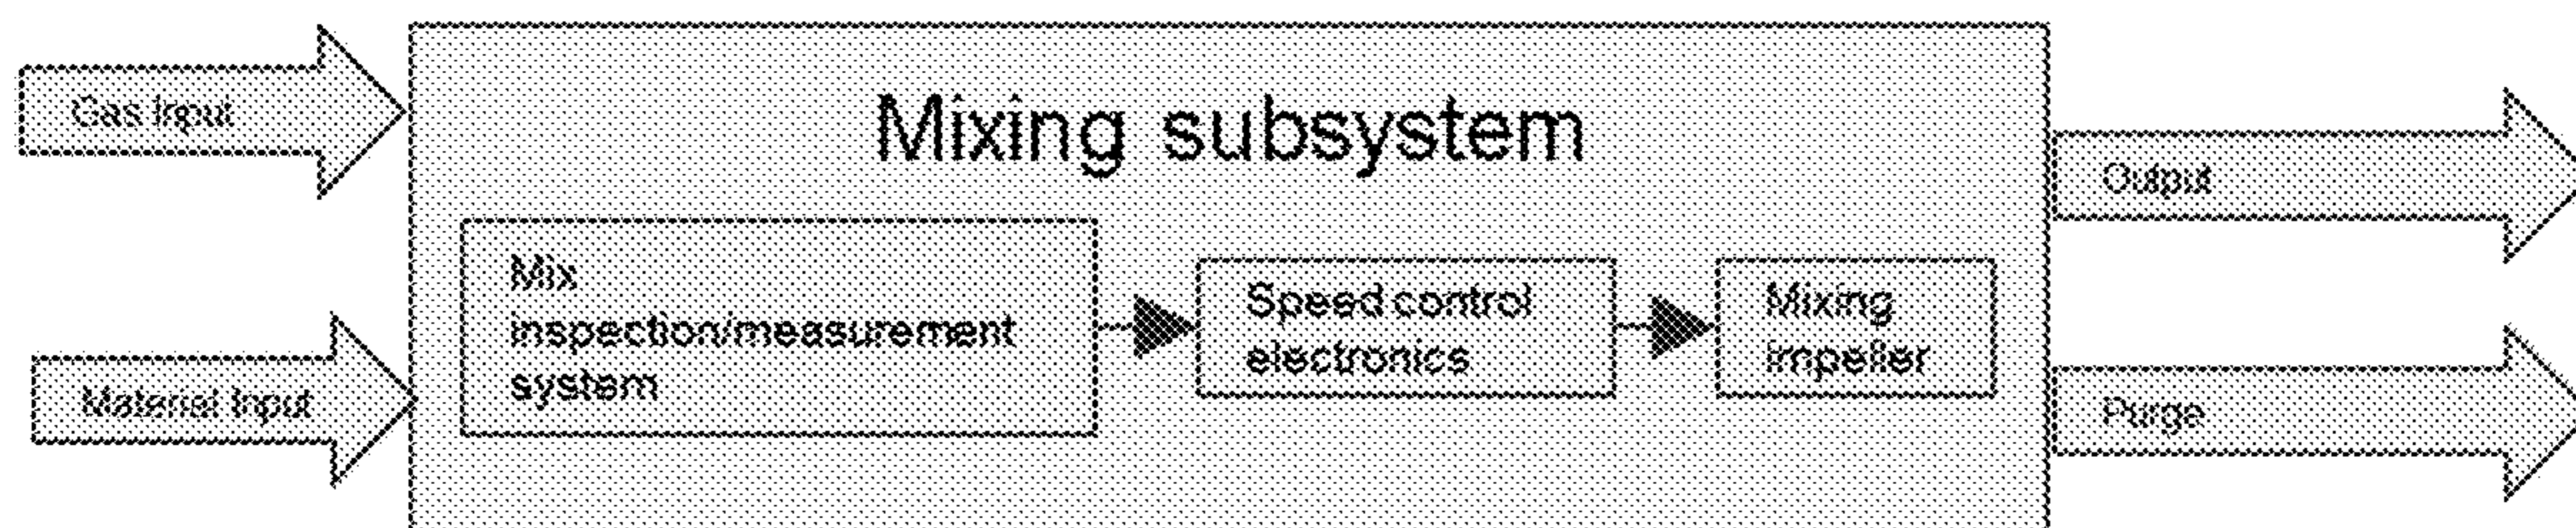 Gas Input
Mixing subsystem
Output
Mix
inspection/measurement
system
Speed control
electronics
Mixing
impeller
Material Input
Purge